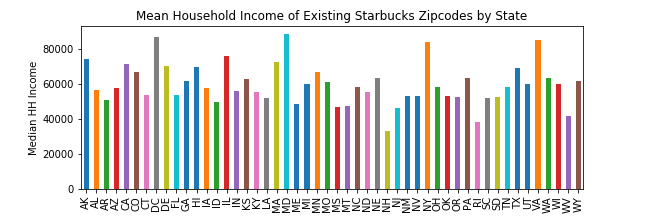 Mean Household Income of Existing Starbucks Zipcodes by State
Median HH Income
80000
60000
40000
20000
0
AK AL AR AZ CA CO CT DC DE FL GA HI IA ID IL IN KS KY LA MA MD ME MI MN MO MS MT NC ND NE NH NJ NM NV NY OH OK OR PA RI SC SD TN TX UT VA WA WI WV WY